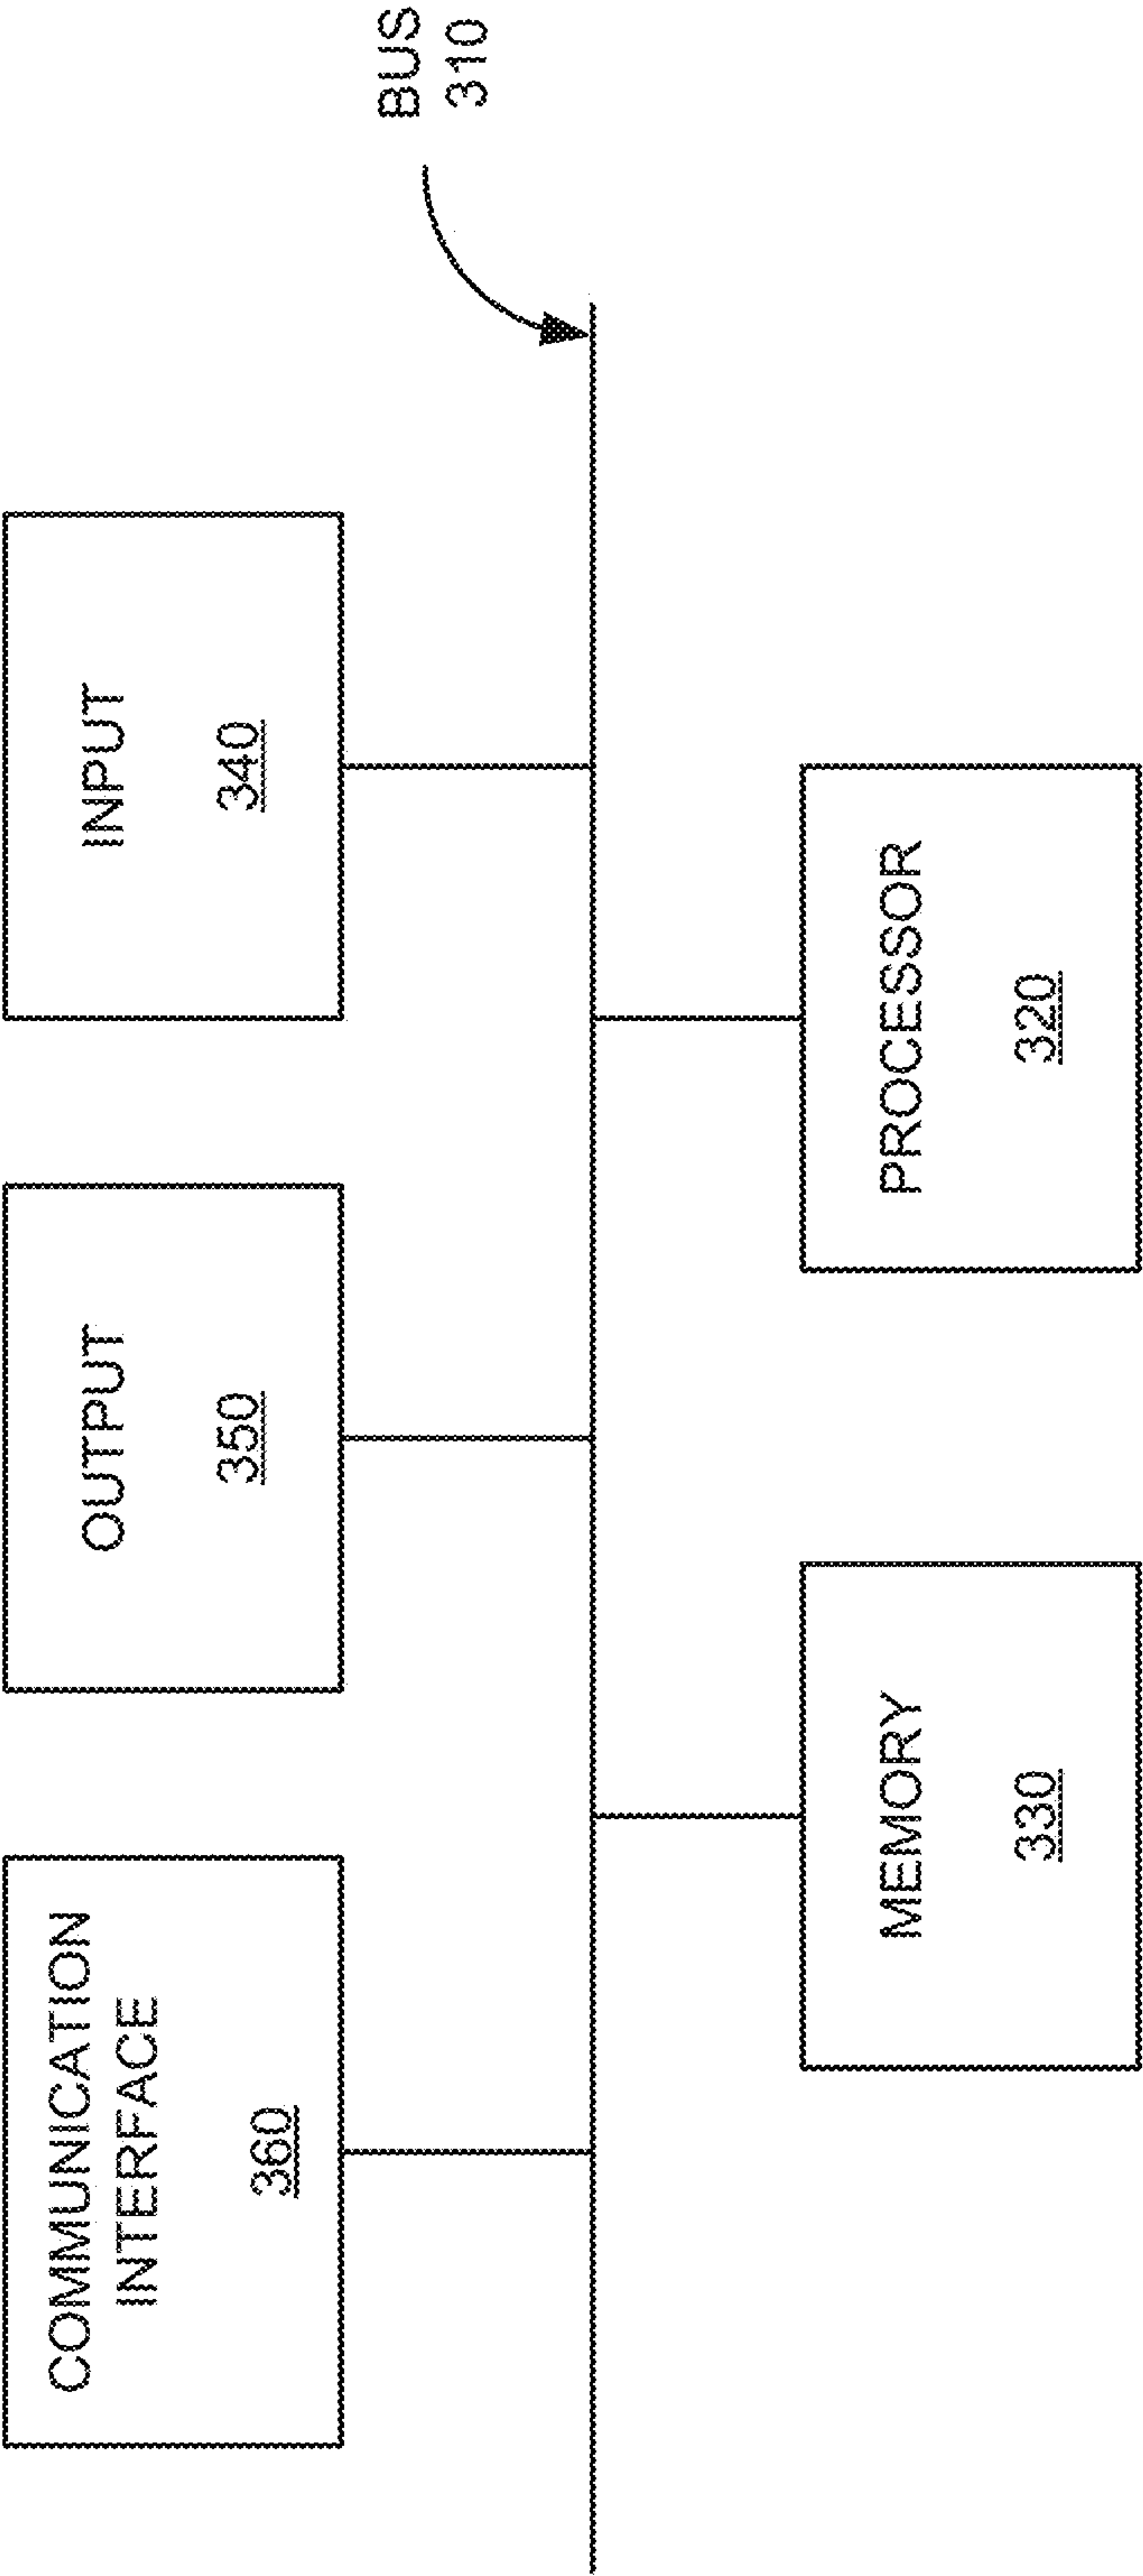 COMMUNICATION
INTERFACE
360
OUTPUT
350
INPUT
340
BUS
310
MEMORY
330
PROCESSOR
320